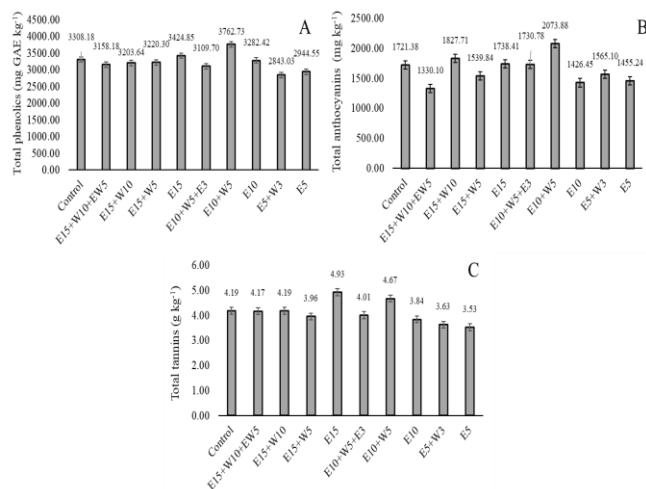 A
Total phenolics (mg GAE kg⁻¹)
4500.00
4000.00
3500.00
3000.00
2500.00
2000.00
1500.00
1000.00
500.00
0.00
3308.18
3158.18
3203.64
3220.30
3424.85
3109.70
3762.73
3282.42
2843.03
2944.55
Control
E15+W10+EW5
E15+W10
E15+W5
E15
E10+W5+E3
E10+W5
E10
E5+W3
E5
B
Total anthocyanins (mg kg⁻¹)
2500.00
2000.00
1500.00
1000.00
500.00
0.00
1721.38
1330.10
1827.71
1539.84
1738.41
1730.78
2073.88
1426.45
1565.10
1455.24
Control
E15+W10+EW5
E15+W10
E15+W5
E15
E10+W5+E3
E10+W5
E10
E5+W3
E5
C
Total tannins (g kg⁻¹)
6.00
5.00
4.00
3.00
2.00
1.00
0.00
4.19
4.17
4.19
3.96
4.93
4.01
4.67
3.84
3.63
3.53
Control
E15+W10+EW5
E15+W10
E15+W5
E15
E10+W5+E3
E10+W5
E10
E5+W3
E5